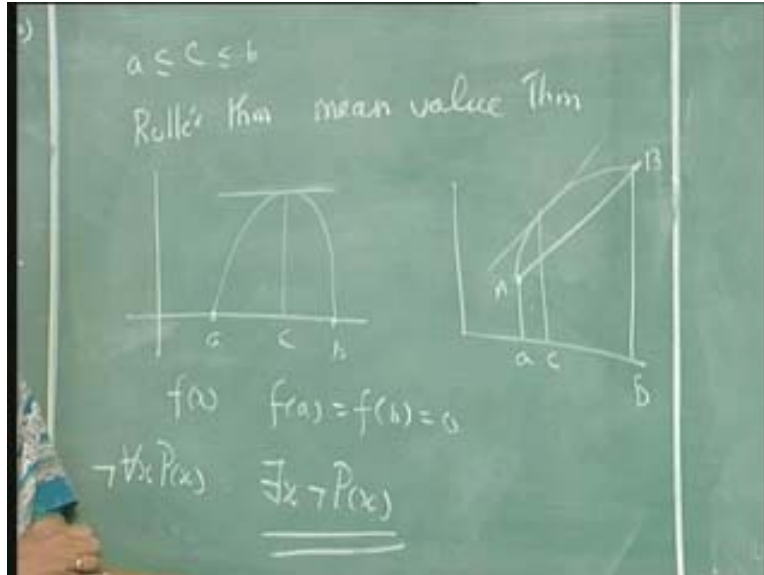 a ≤ C ≤ b
Rolle's thm mean value Thm
B
A
a c b
a c b
f(x) f(a) = f(b) = 0
¬∀x P(x) ∃x ¬P(x)